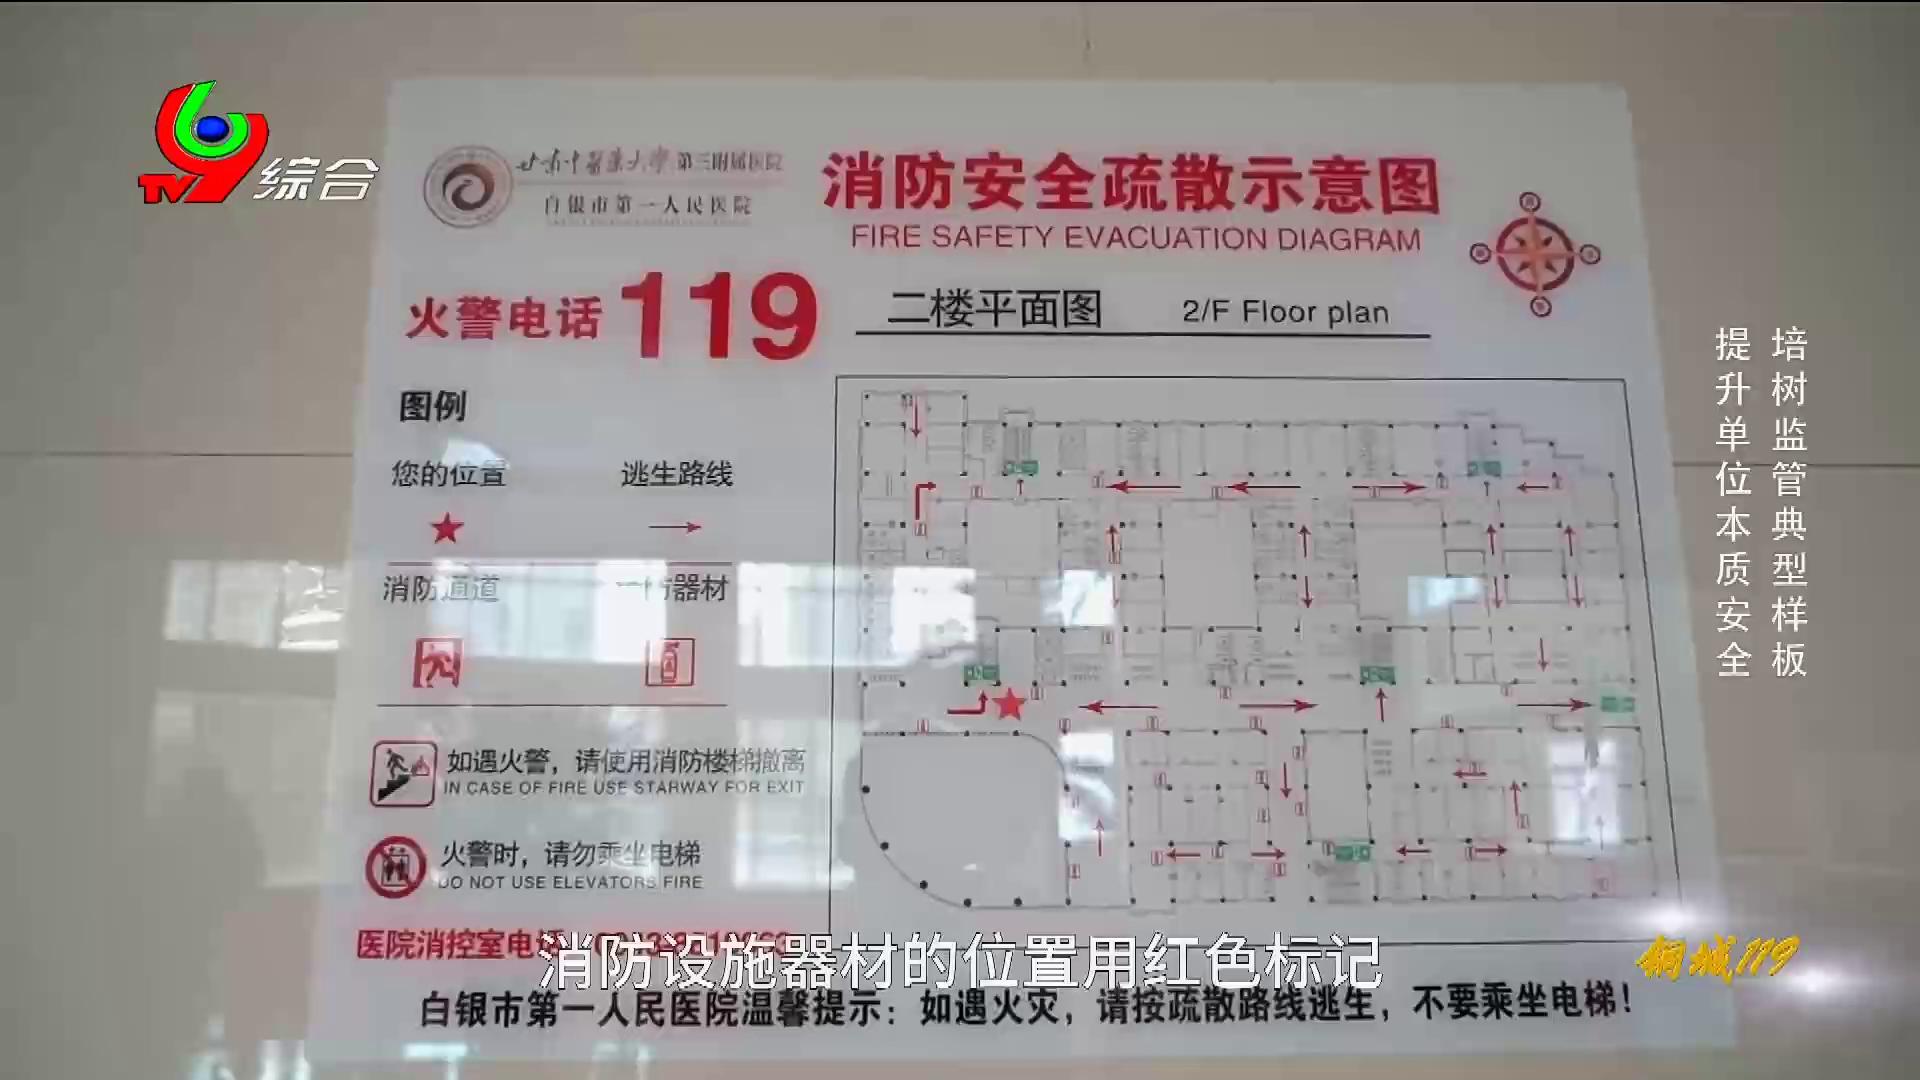 TV 综合
甘肃中医药大学第三附属医院
白银市第一人民医院
消防安全疏散示意图
FIRE SAFETY EVACUATION DIAGRAM
火警电话119
二楼平面图 2/F Floor plan
图例
您的位置 逃生路线
消防通道 防器材
如遇火警，请使用消防楼梯撤离
IN CASE OF FIRE USE STARWAY FOR EXIT
火警时，请勿乘坐电梯
DO NOT USE ELEVATORS FIRE
医院消控室电话
白银市第一人民医院温馨提示：如遇火灾，请按疏散路线逃生，不要乘坐电梯！
培树监管典型样板
提升单位本质安全
消防设施器材的位置用红色标记
铜城119